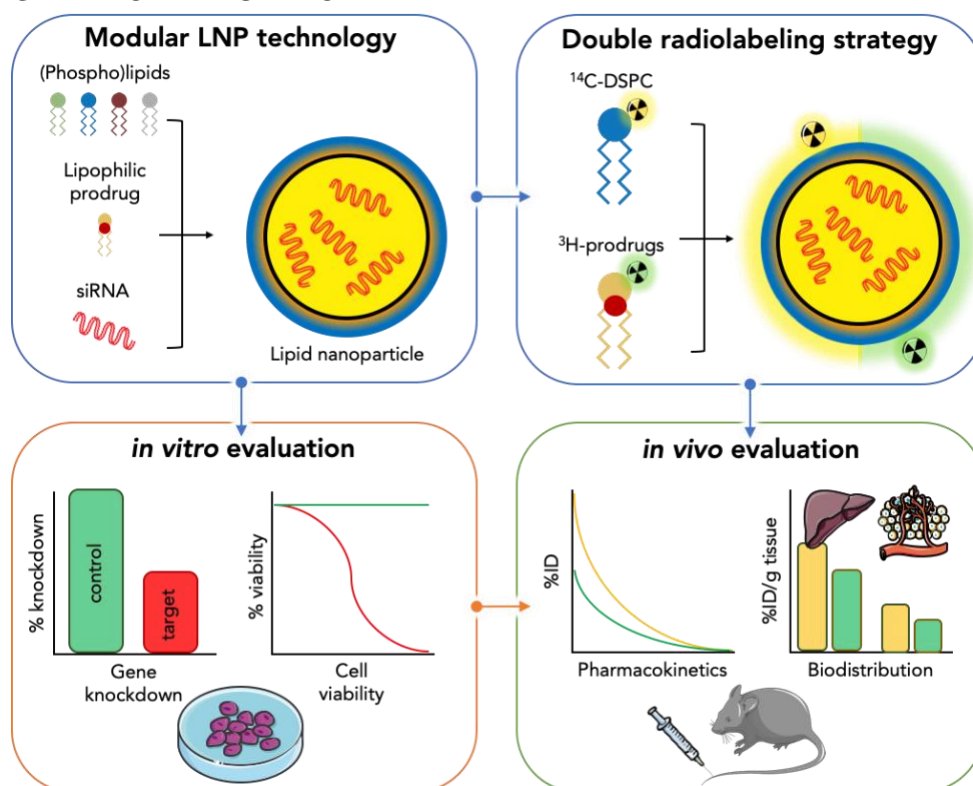 Modular LNP technology
(Phospho)lipids
Lipophilic
prodrug
siRNA
Lipid nanoparticle
Double radiolabeling strategy
¹⁴C-DSPC
³H-prodrugs
in vitro evaluation
% knockdown
control
target
Gene
knockdown
% viability
Cell
viability
in vivo evaluation
%ID
Pharmacokinetics
%ID/g tissue
Biodistribution